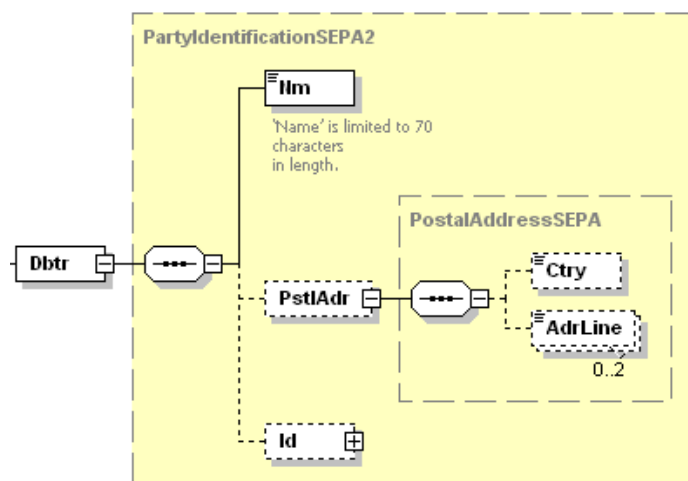 PartyIdentificationSEPA2
Nm
'Name' is limited to 70
characters
in length.
PostalAddressSEPA
Dbtr
Ctry
PstlAdr
AdrLine
0..2
Id